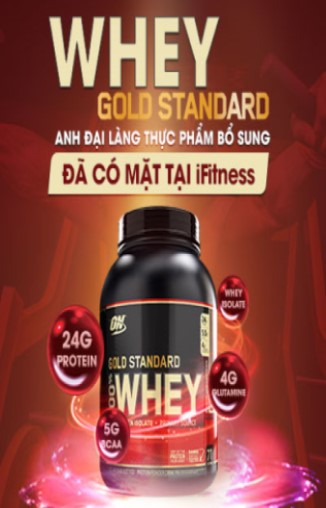 WHEY
GOLD STANDARD
ANH ĐẠI LÀNG THỰC PHẨM BỔ SUNG
ĐÃ CÓ MẶT TẠI iFitness
WHEY
ISOLATE
ON
24G
PROTEIN
GOLD STANDARD
100%
WHEY
4G
GLUTAMINE
5G
BCAA